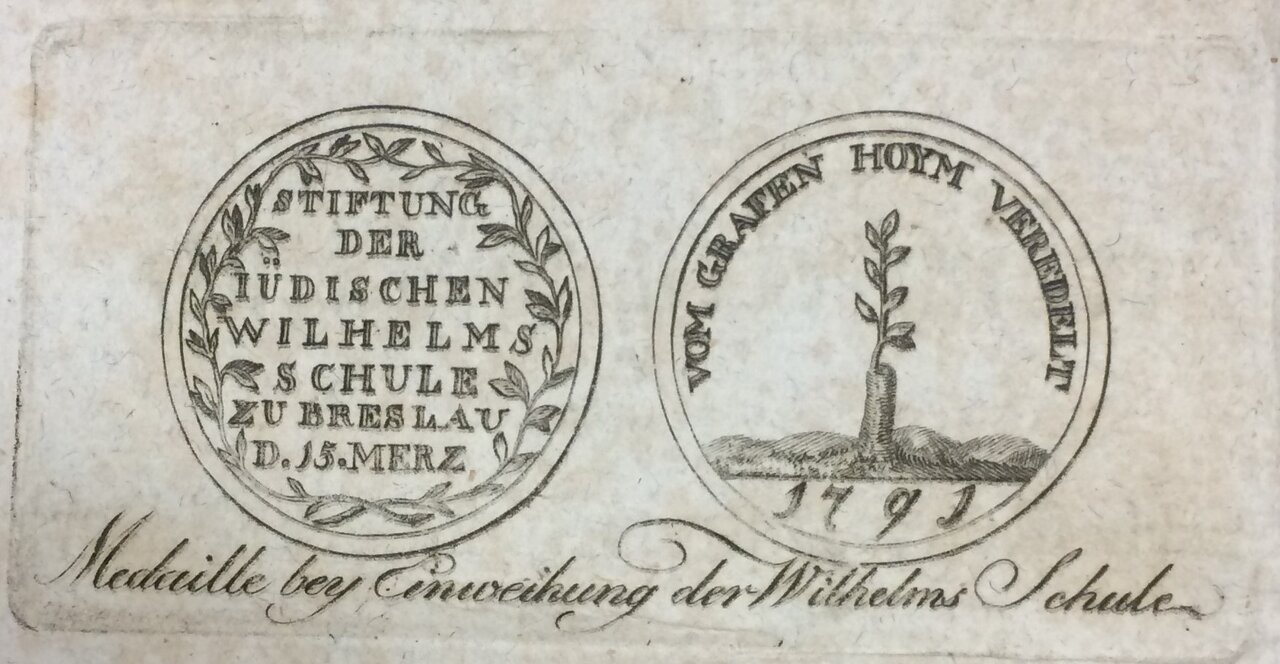 STIFTUNG
DER
IÜDISCHEN
WILHELMS
SCHULE
ZU BRESLAU
D. 15. MERZ
VOM GRAFEN HOYM VEREDELT
1791
Medaille bey Einweihung der Wilhelms Schule